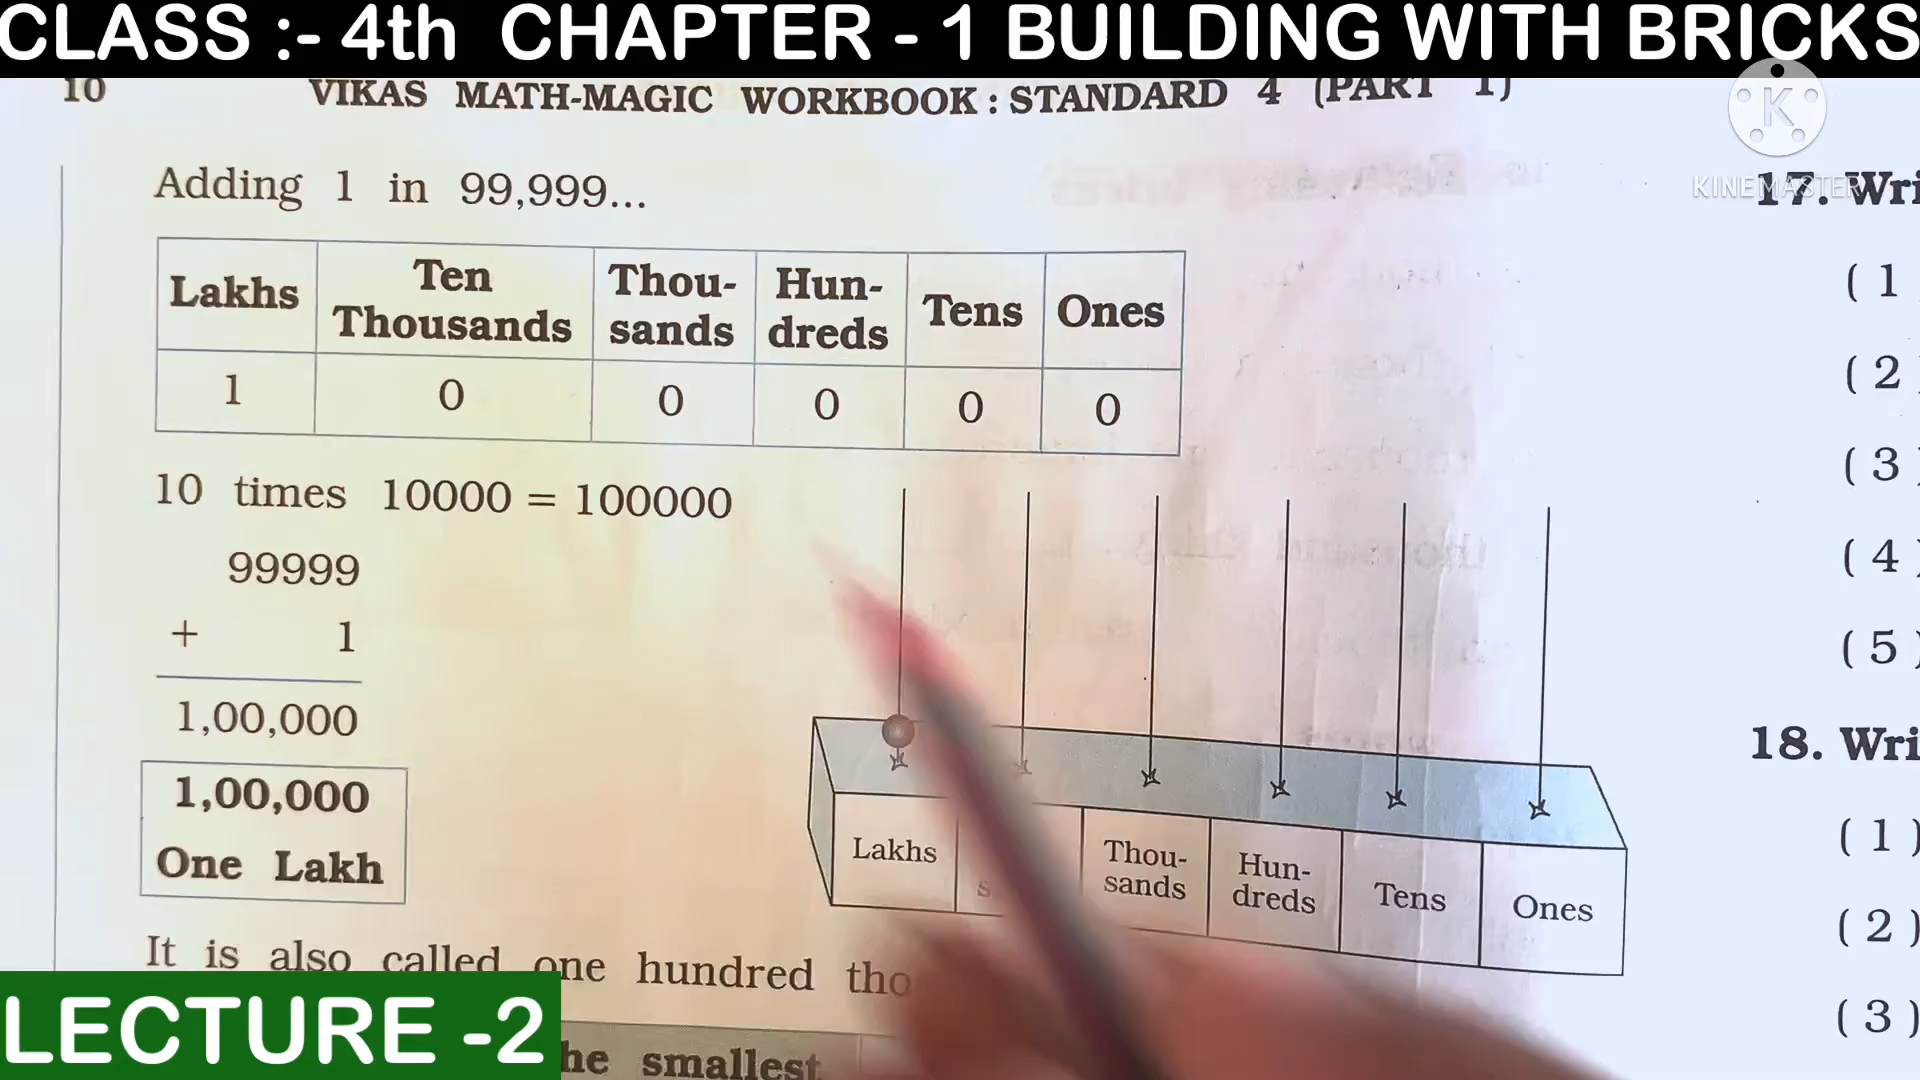 CLASS :- 4th CHAPTER - 1 BUILDING WITH BRICKS
10 VIKAS MATH-MAGIC WORKBOOK : STANDARD 4 (PART 1)
K
KINEMASTER
Adding 1 in 99,999...
Lakhs Ten Thousands Thou-sands Hun-dreds Tens Ones
1 0 0 0 0 0
10 times 10000 = 100000
99999
+ 1
1,00,000
1,00,000
One Lakh
Lakhs Thou-sands Hun-dreds Tens Ones
It is also called one hundred
LECTURE -2
he smallest
17. Wri
( 1
( 2 )
( 3 )
( 4 )
( 5 )
18. Wri
( 1 )
( 2 )
( 3 )